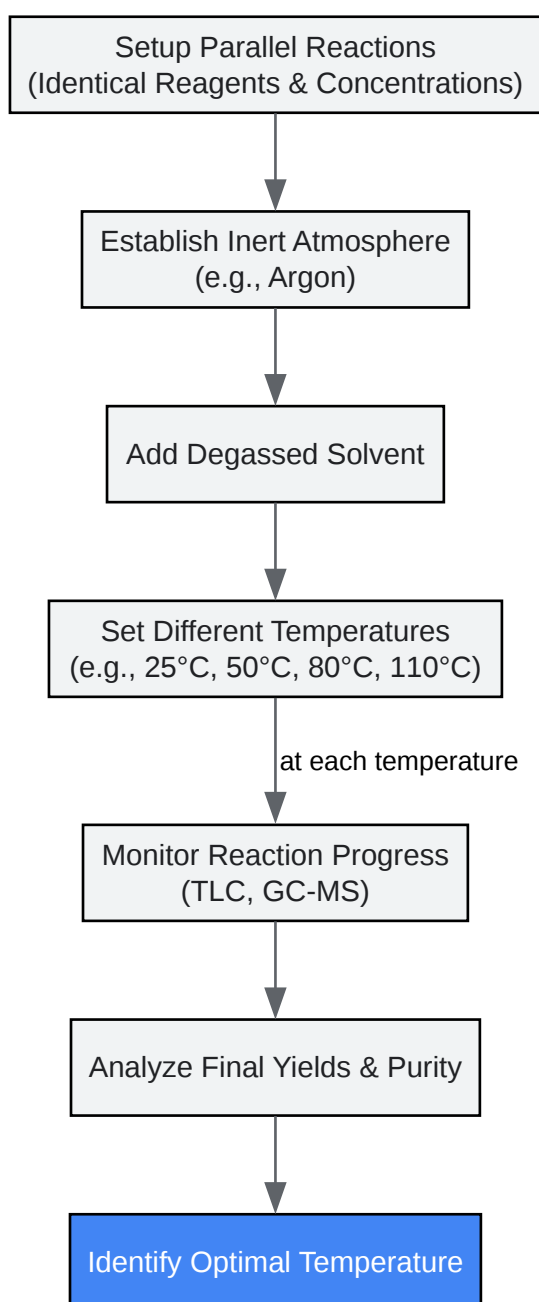 Setup Parallel Reactions
(Identical Reagents & Concentrations)
Establish Inert Atmosphere
(e.g., Argon)
Add Degassed Solvent
Set Different Temperatures
(e.g., 25°C, 50°C, 80°C, 110°C)
at each temperature
Monitor Reaction Progress
(TLC, GC-MS)
Analyze Final Yields & Purity
Identify Optimal Temperature